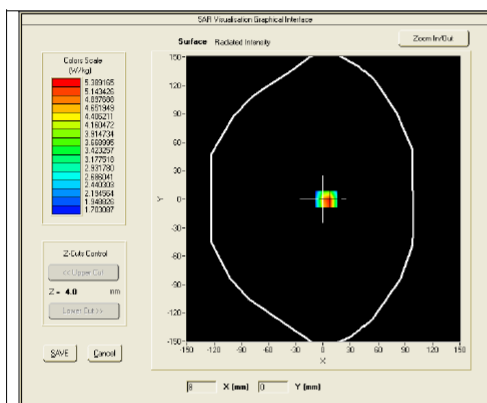 SAR Visualisation Graphical Interface
Surface Radiated Intensity
Zoom In/Out
Colors Scale
(W/kg)
5.389165
5.143426
4.897688
4.651949
4.406211
4.160472
3.914734
3.668995
3.423257
3.177518
2.931780
2.686041
2.440303
2.194564
1.948826
1.703087
150
120
90
60
30
0
-30
-60
-90
-120
-150
Y
-150 -120 -90 -60 -30 0 30 60 90 120 150
X
Z-Cuts Control
<< Upper Cut
Z = 4.0 mm
Lower Cut >>
SAVE Cancel
8 X (mm) 0 Y (mm)